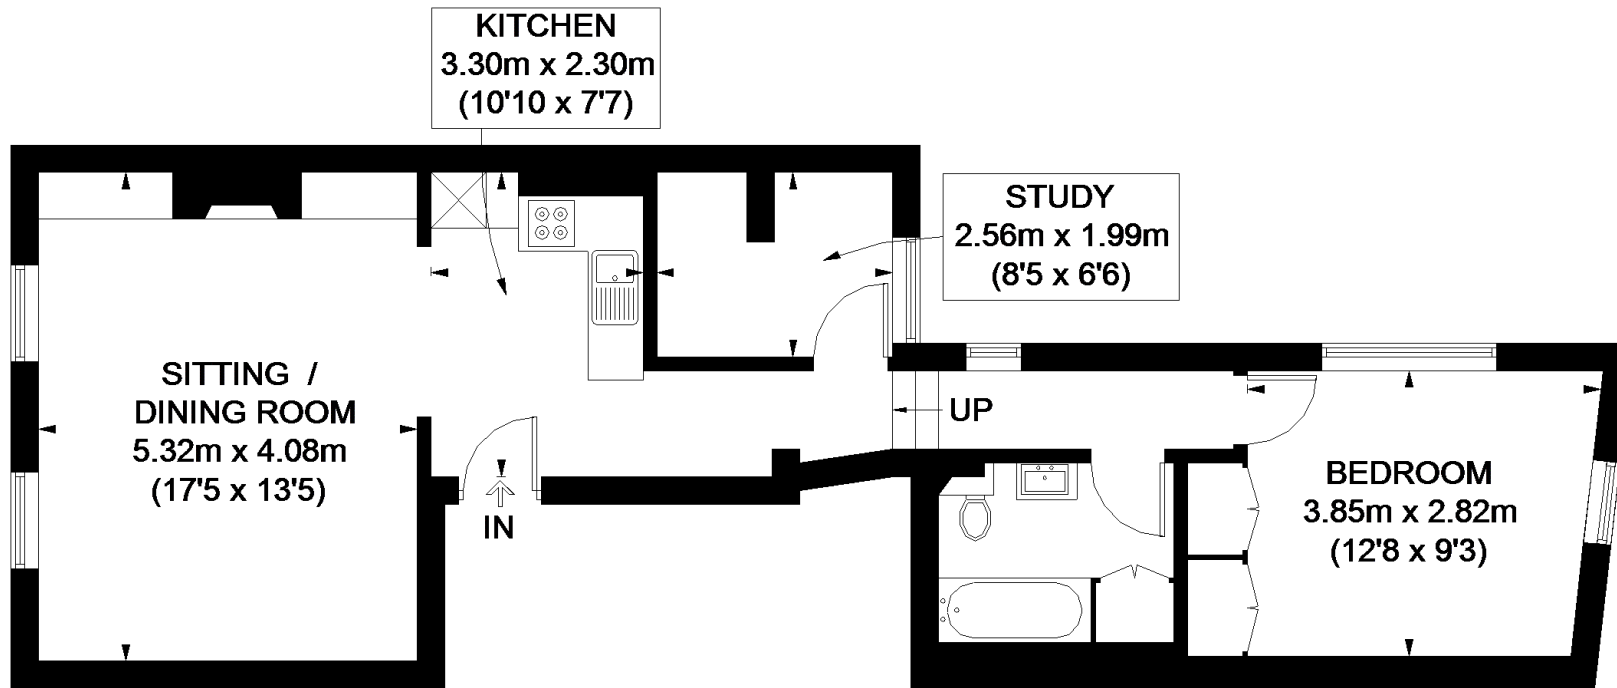 KITCHEN
3.30m x 2.30m
(10'10 x 7'7)
STUDY
2.56m x 1.99m
(8'5 x 6'6)
SITTING /
DINING ROOM
5.32m x 4.08m
(17'5 x 13'5)
UP
IN
BEDROOM
3.85m x 2.82m
(12'8 x 9'3)